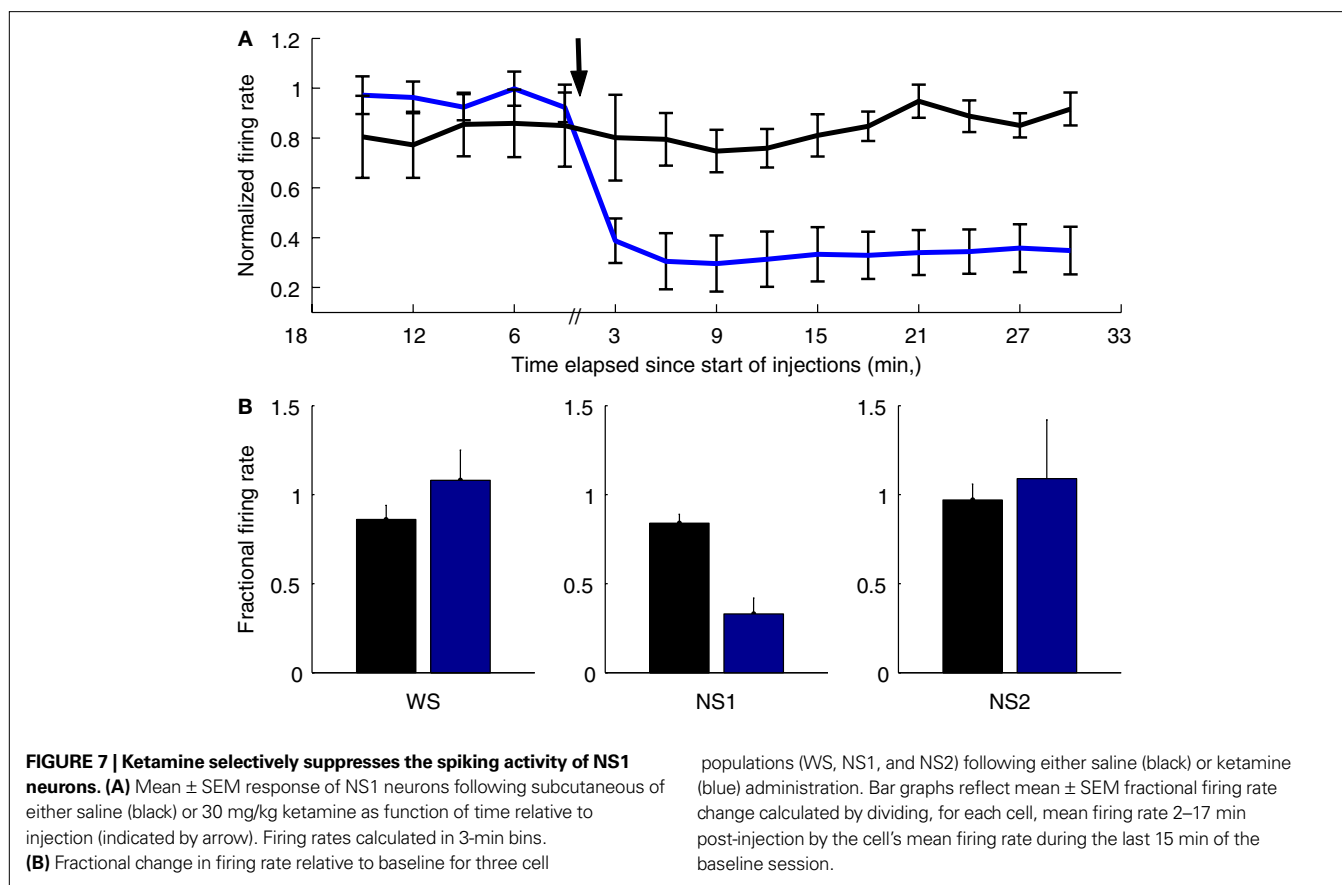 A
1.2
1
0.8
0.6
0.4
0.2
Normalized firing rate
18 12 6 // 3 9 15 21 27 33
Time elapsed since start of injections (min,)
B
Fractional firing rate
1.5
1
0.5
0
WS
1.5
1
0.5
0
NS1
1.5
1
0.5
0
NS2
FIGURE 7 | Ketamine selectively suppresses the spiking activity of NS1
neurons. (A) Mean ± SEM response of NS1 neurons following subcutaneous of
either saline (black) or 30 mg/kg ketamine as function of time relative to
injection (indicated by arrow). Firing rates calculated in 3-min bins.
(B) Fractional change in firing rate relative to baseline for three cell
populations (WS, NS1, and NS2) following either saline (black) or ketamine
(blue) administration. Bar graphs reflect mean ± SEM fractional firing rate
change calculated by dividing, for each cell, mean firing rate 2–17 min
post-injection by the cell's mean firing rate during the last 15 min of the
baseline session.